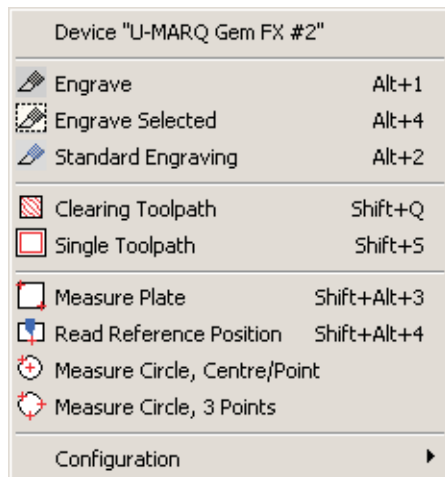 Device "U-MARQ Gem FX #2"
Engrave Alt+1
Engrave Selected Alt+4
Standard Engraving Alt+2
Clearing Toolpath Shift+Q
Single Toolpath Shift+S
Measure Plate Shift+Alt+3
Read Reference Position Shift+Alt+4
Measure Circle, Centre/Point
Measure Circle, 3 Points
Configuration